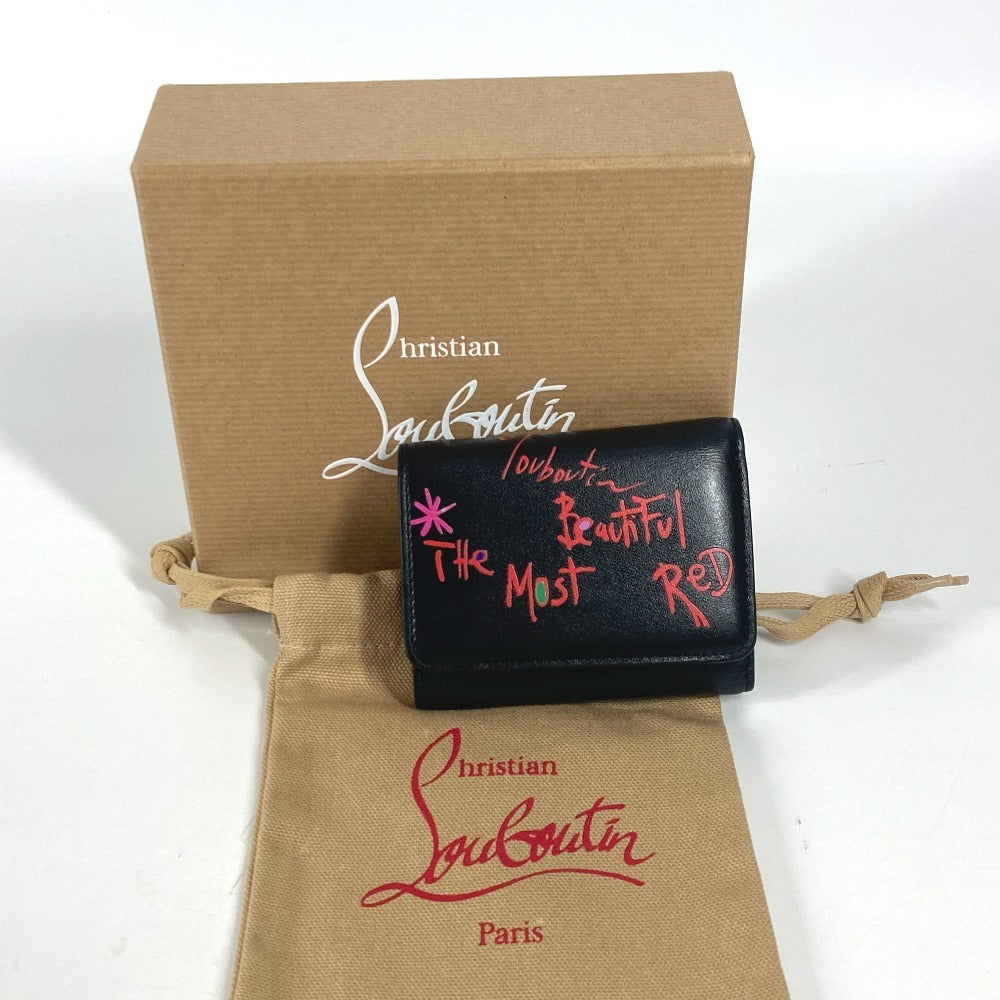 Christian
Louboutin
Louboutin
Beautiful
THe
Most
ReD
Christian
Louboutin
Paris